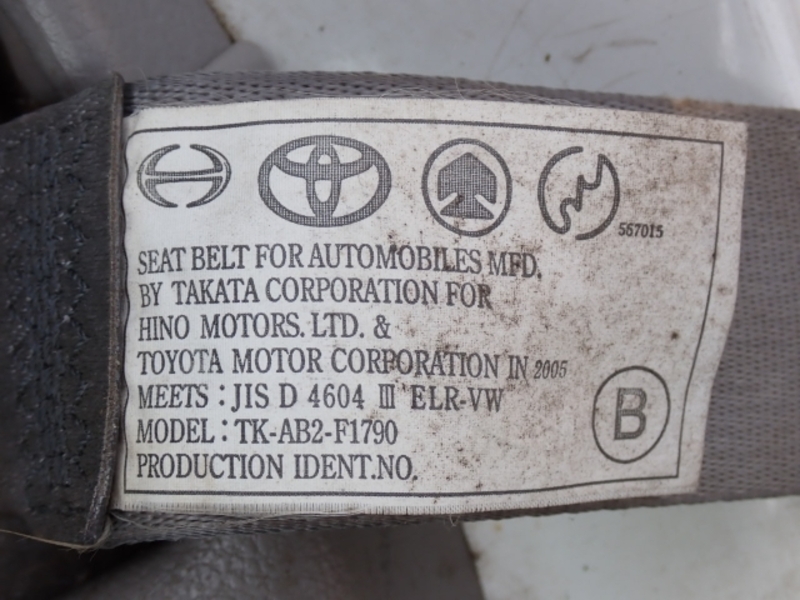 567015
SEAT BELT FOR AUTOMOBILES MFD.
BY TAKATA CORPORATION FOR
HINO MOTORS. LTD. &
TOYOTA MOTOR CORPORATION IN 2005
MEETS : JIS D 4604 III ELR-VW
MODEL : TK-AB2-F1790
PRODUCTION IDENT.NO.
B